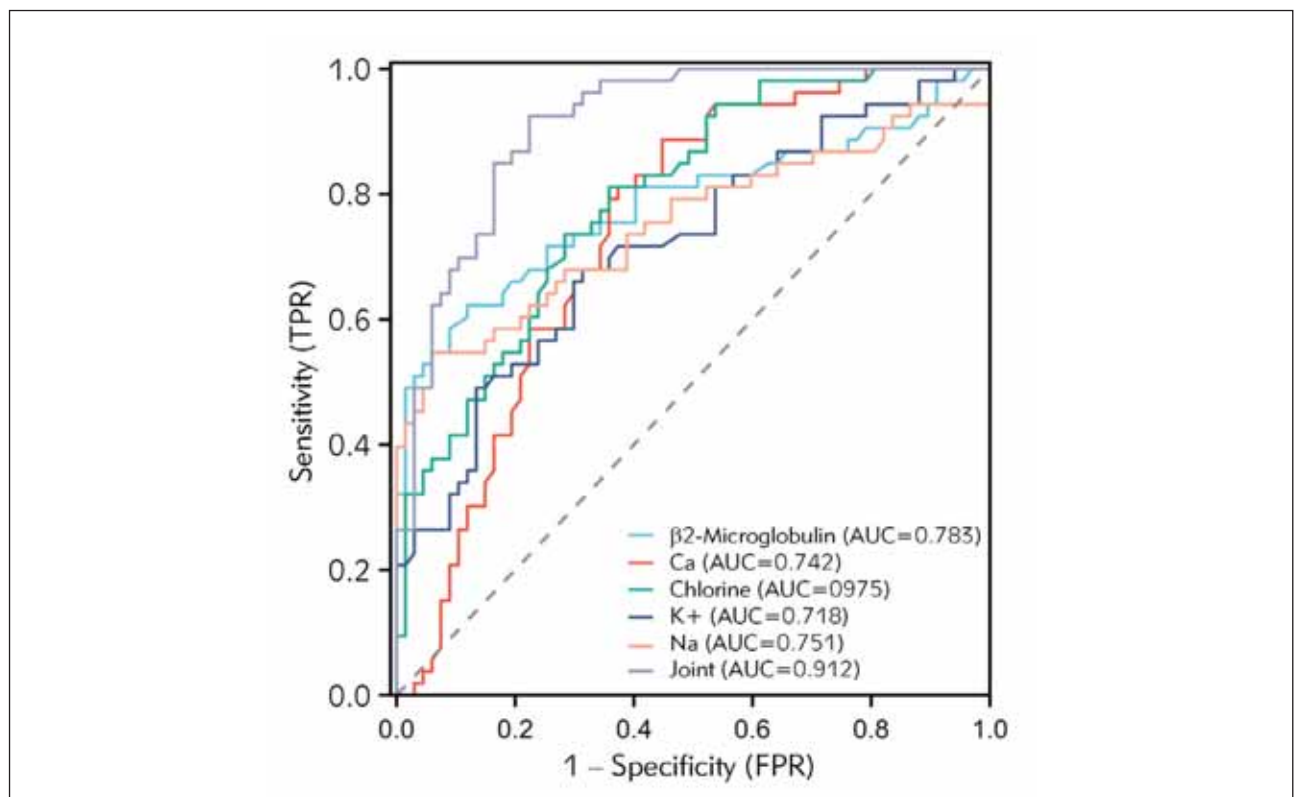 1.0
0.8
0.6
0.4
0.2
0.0
Sensitivity (TPR)
β2-Microglobulin (AUC=0.783)
Ca (AUC=0.742)
Chlorine (AUC=0975)
K+ (AUC=0.718)
Na (AUC=0.751)
Joint (AUC=0.912)
0.0 0.2 0.4 0.6 0.8 1.0
1 – Specificity (FPR)